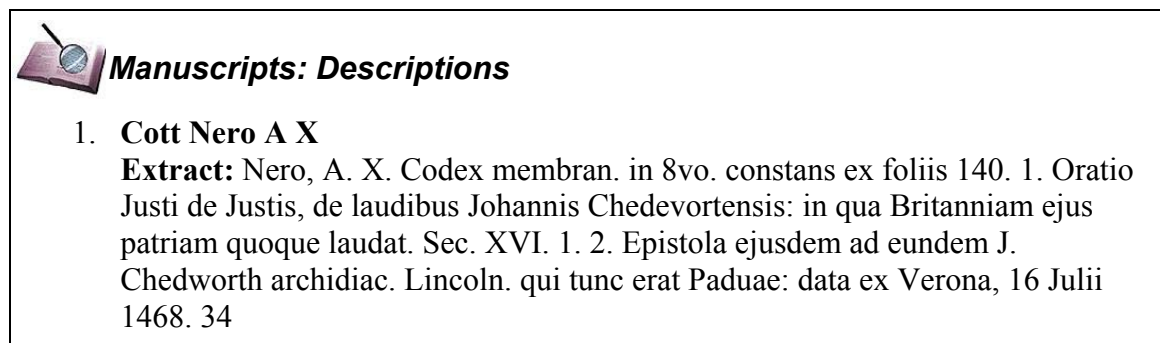 Manuscripts: Descriptions
1. Cott Nero A X
Extract: Nero, A. X. Codex membran. in 8vo. constans ex foliis 140. 1. Oratio
Justi de Justis, de laudibus Johannis Chedevortensis: in qua Britanniam ejus
patriam quoque laudat. Sec. XVI. 1. 2. Epistola ejusdem ad eundem J.
Chedworth archidiac. Lincoln. qui tunc erat Paduae: data ex Verona, 16 Julii
1468. 34